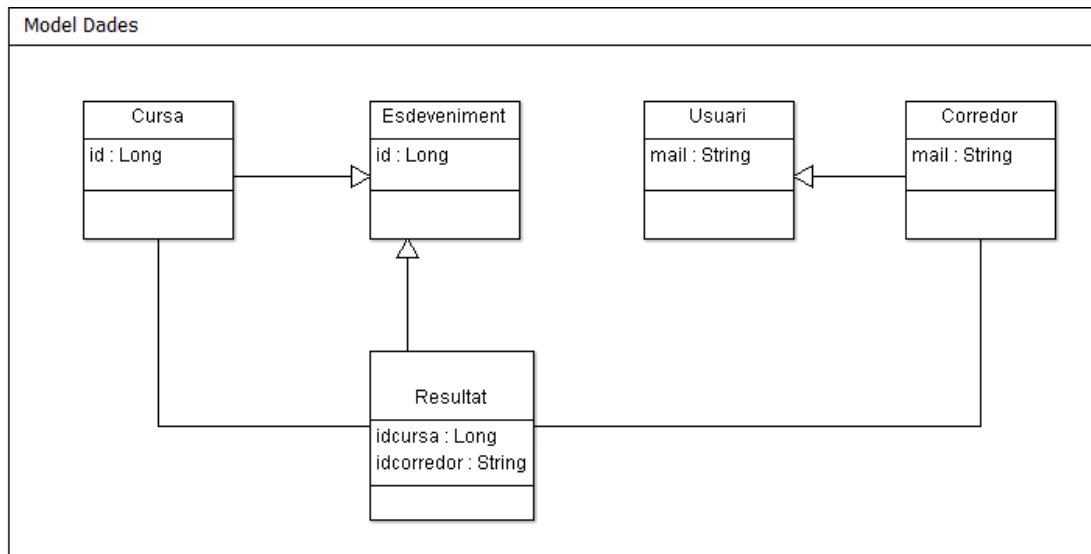 Model Dades
Cursa
id : Long
Esdeveniment
id : Long
Usuari
mail : String
Corredor
mail : String
Resultat
idcursa : Long
idcorredor : String